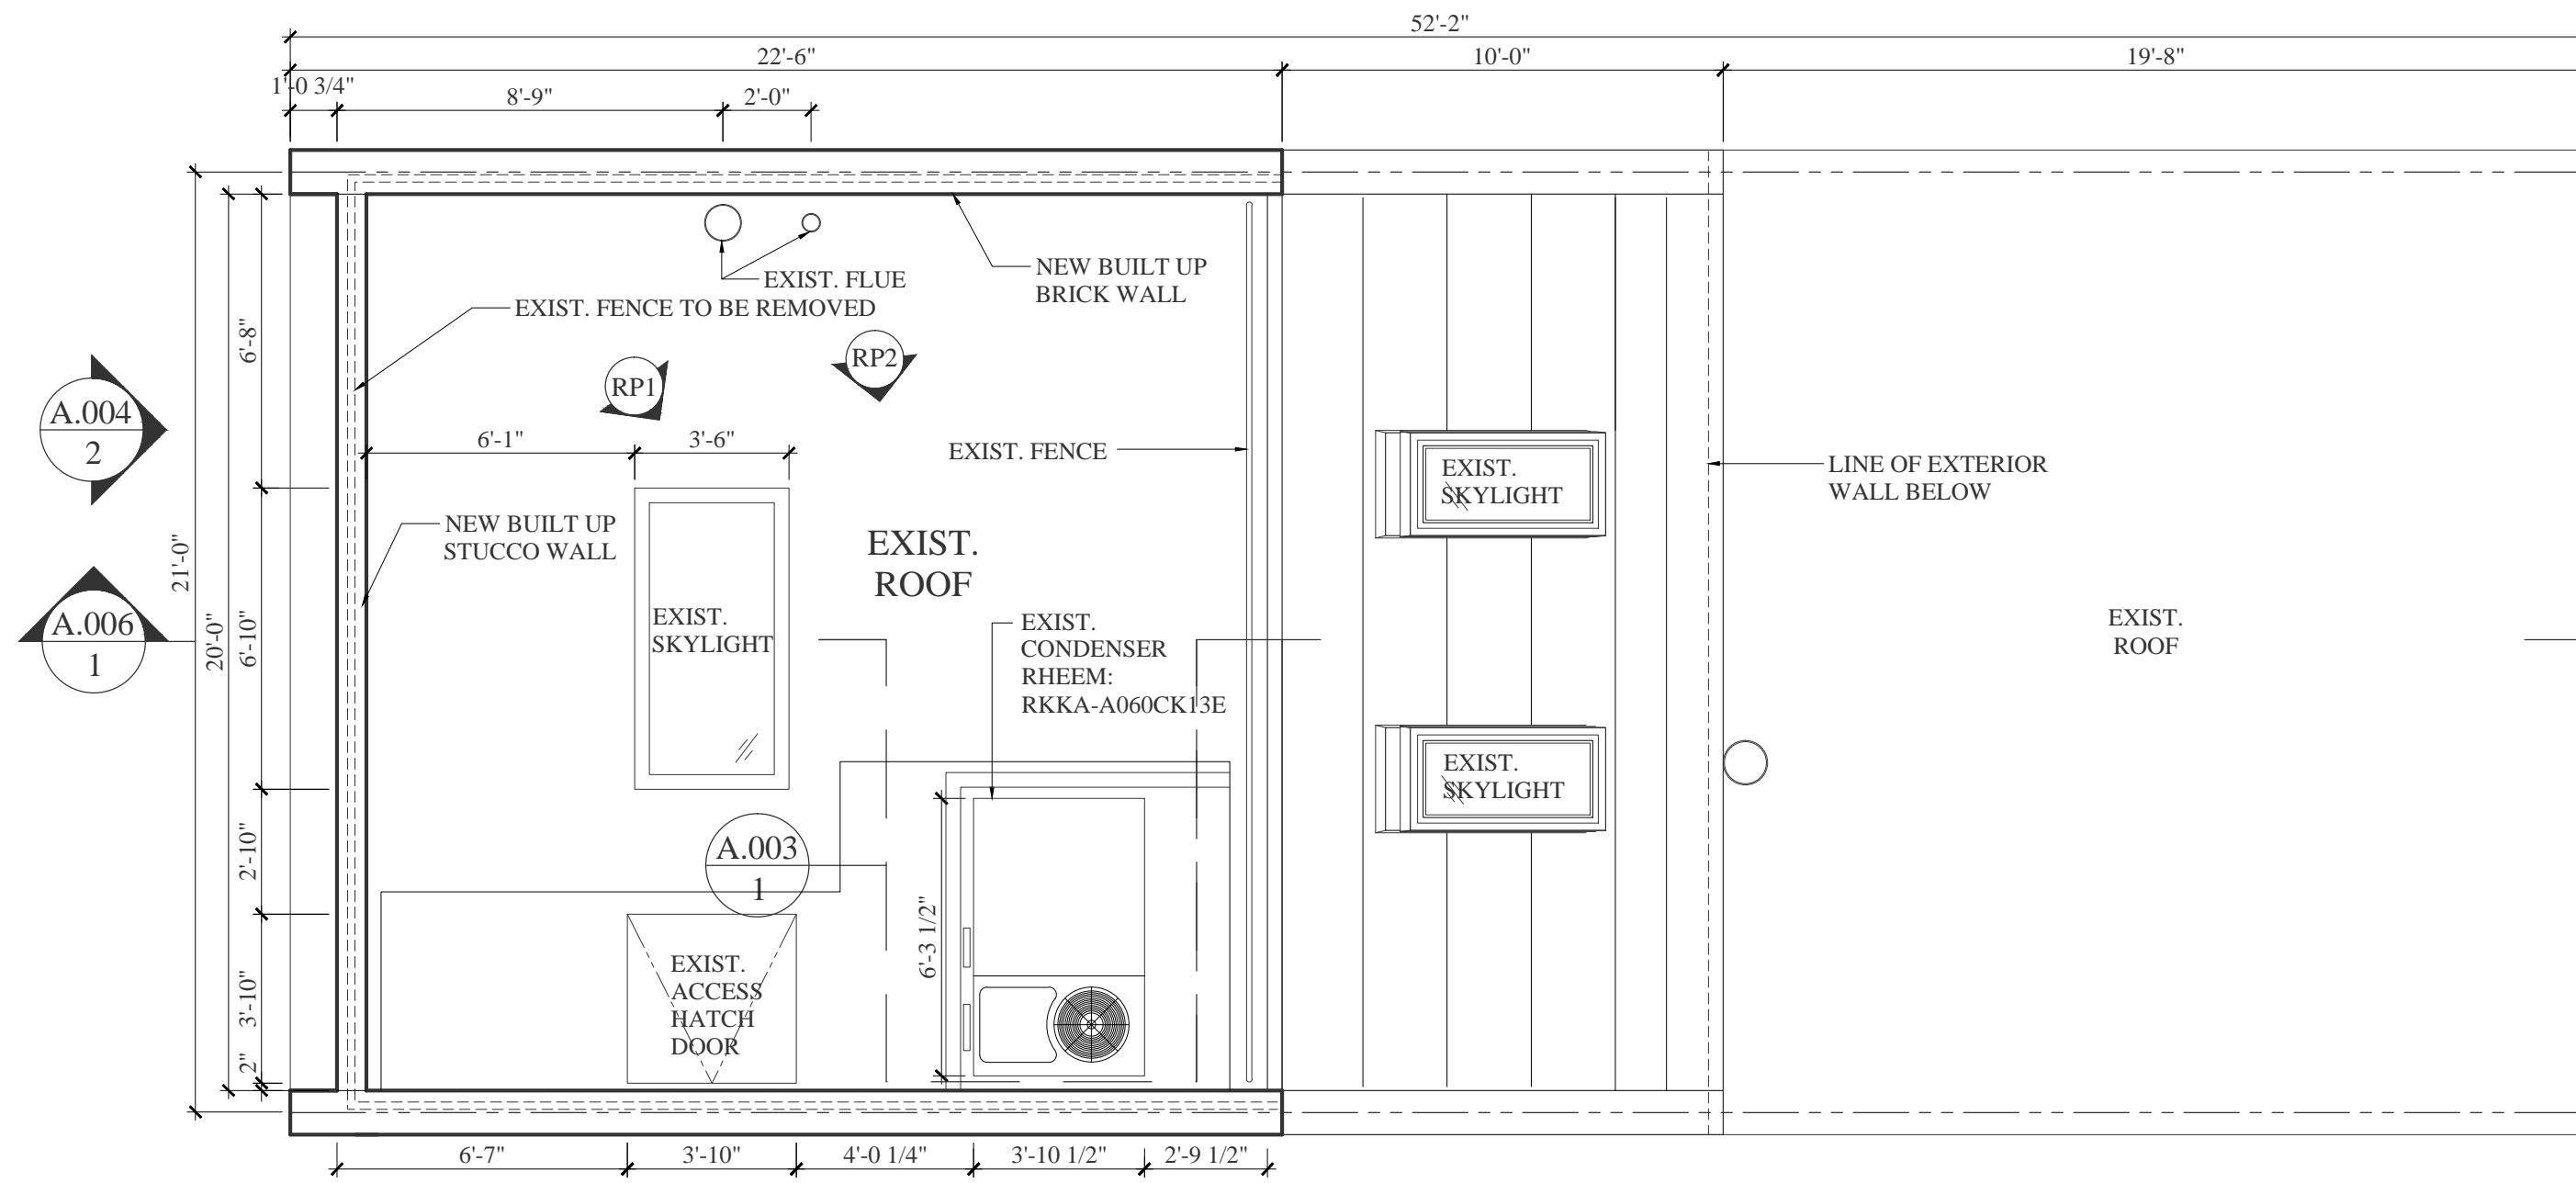 52'-2"
22'-6"
10'-0"
19'-8"
1'-0 3/4"
8'-9"
2'-0"
EXIST. FLUE
EXIST. FENCE TO BE REMOVED
NEW BUILT UP
BRICK WALL
RP1
RP2
A.004
2
6'-8"
6'-1"
3'-6"
EXIST. FENCE
EXIST.
SKYLIGHT
LINE OF EXTERIOR
WALL BELOW
NEW BUILT UP
STUCCO WALL
EXIST.
ROOF
21'-0"
20'-0"
6'-10"
A.006
1
EXIST.
SKYLIGHT
EXIST.
CONDENSER
RHEEM:
RKKA-A060CK13E
EXIST.
ROOF
EXIST.
SKYLIGHT
2'-10"
A.003
1
6'-3 1/2"
3'-10"
2"
EXIST.
ACCESS
HATCH
DOOR
6'-7"
3'-10"
4'-0 1/4"
3'-10 1/2"
2'-9 1/2"